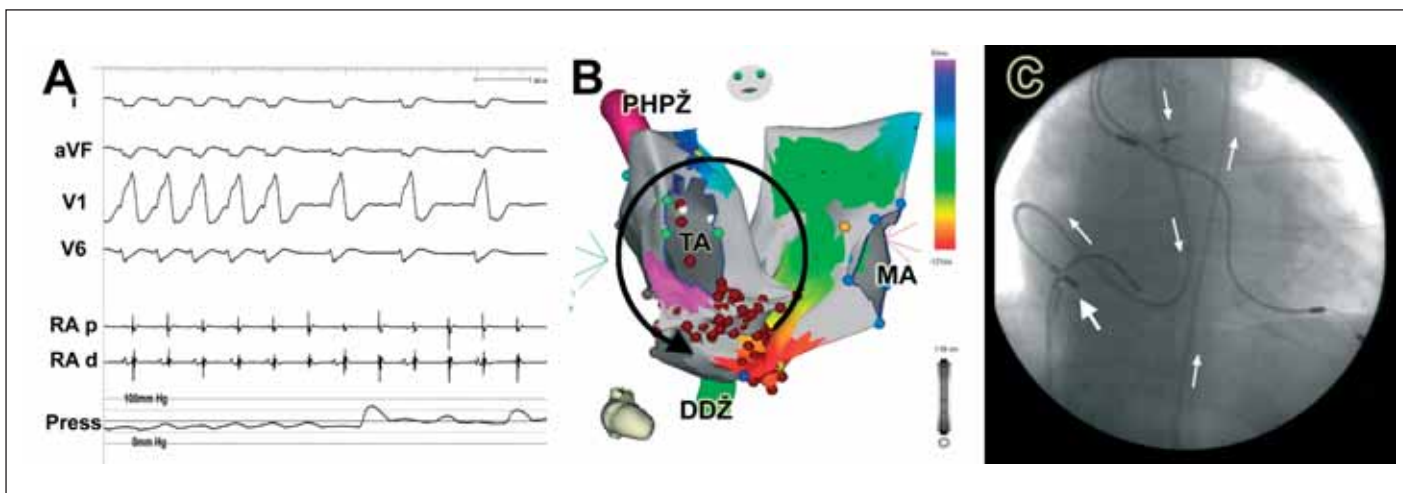 A
I
aVF
V1
V6
RA p
RA d
100mm Hg
Press
0mm Hg
B
PHPŽ
TA
MA
DDŽ
C